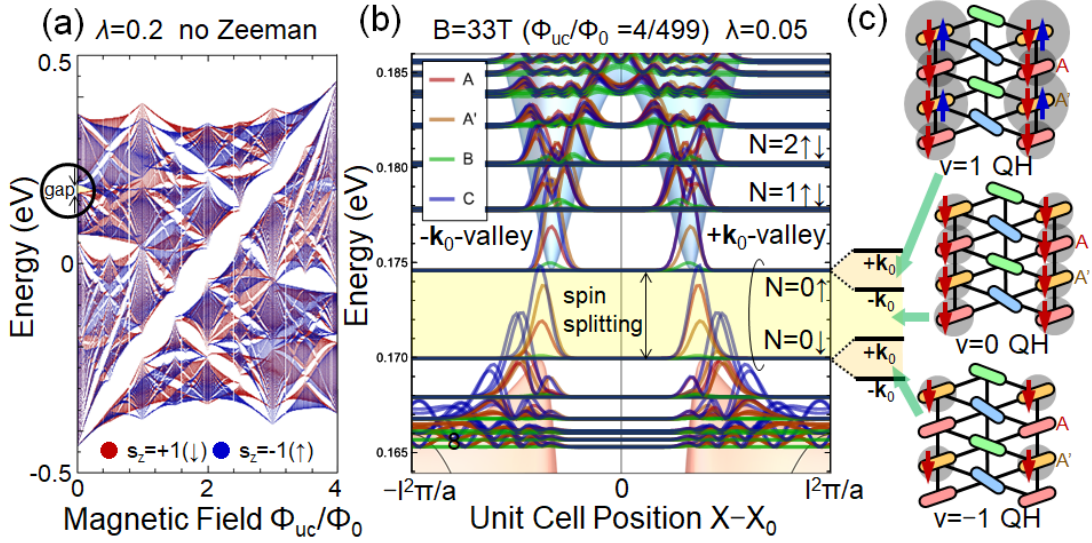 (a) λ=0.2 no Zeeman
0.5
0
-0.5
Energy (eV)
gap
s_z=+1(↓) s_z=-1(↑)
0 2 4
Magnetic Field Φ_uc/Φ_0
(b) B=33T (Φ_uc/Φ_0 =4/499) λ=0.05
0.185
0.180
0.175
0.170
0.165
Energy (eV)
A
A'
B
C
N=2↑↓
N=1↑↓
-k_0-valley +k_0-valley
spin
splitting
N=0↑
N=0↓
8
−l²π/a 0 l²π/a
Unit Cell Position X−X_0
+k_0
-k_0
+k_0
-k_0
(c)
A
A'
ν=1 QH
A
A'
ν=0 QH
A
A'
ν=−1 QH